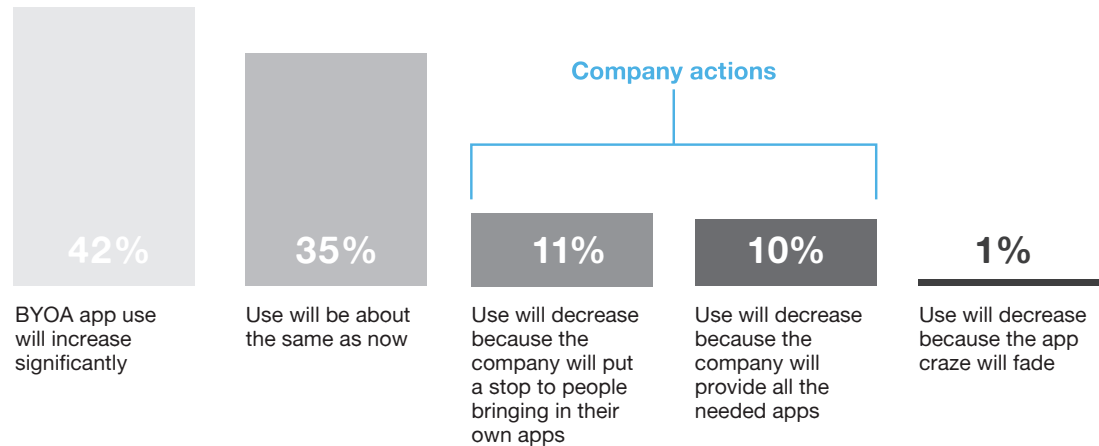 Company actions
42%
35%
11%
10%
1%
BYOA app use
will increase
significantly
Use will be about
the same as now
Use will decrease
because the
company will put
a stop to people
bringing in their
own apps
Use will decrease
because the
company will
provide all the
needed apps
Use will decrease
because the app
craze will fade